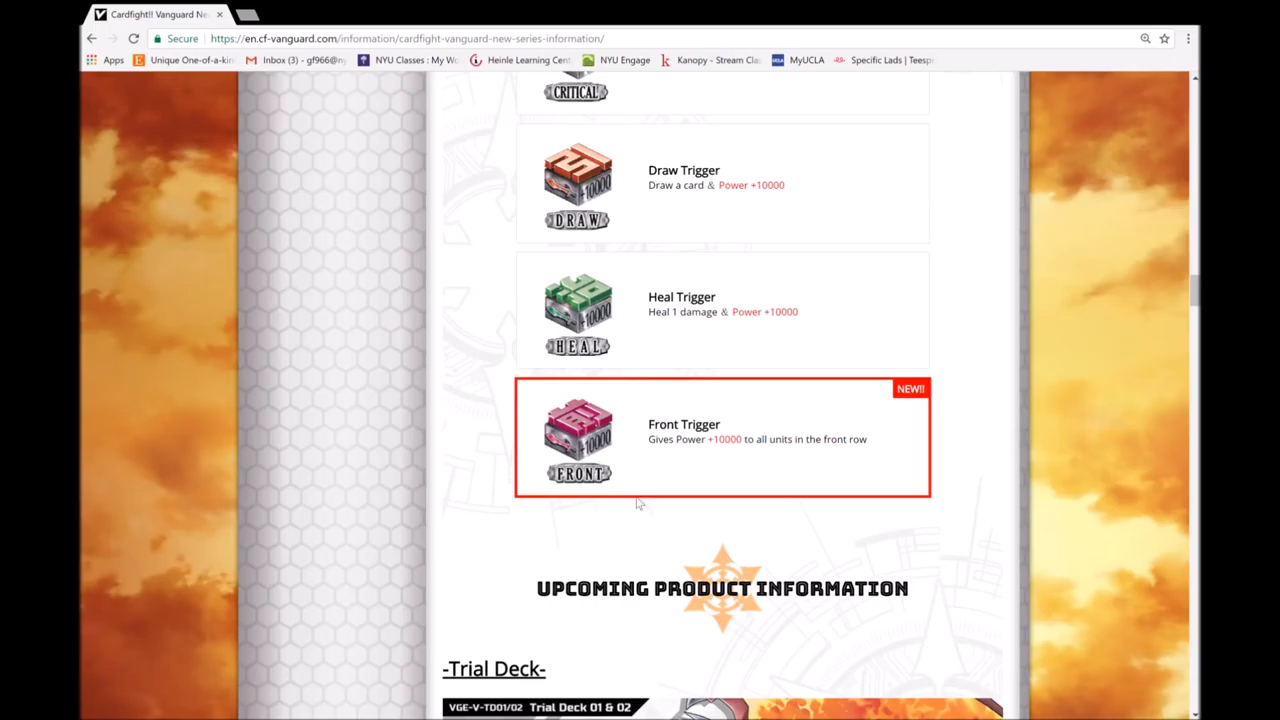 Cardfight!! Vanguard Ne
Secure https://en.cf-vanguard.com/information/cardfight-vanguard-new-series-information/
Apps Unique One-of-a-kin Inbox (3) - gf966@ny NYU Classes : My Wo Heinle Learning Cent NYU Engage Kanopy - Stream Clas MyUCLA Specific Lads | Teesp
CRITICAL
Draw Trigger
Draw a card & Power +10000
+10000
DRAW
Heal Trigger
Heal 1 damage & Power +10000
+10000
HEAL
NEW!!
Front Trigger
Gives Power +10000 to all units in the front row
+10000
FRONT
UPCOMING PRODUCT INFORMATION
-Trial Deck-
VGE-V-TD01/02 Trial Deck 01 & 02